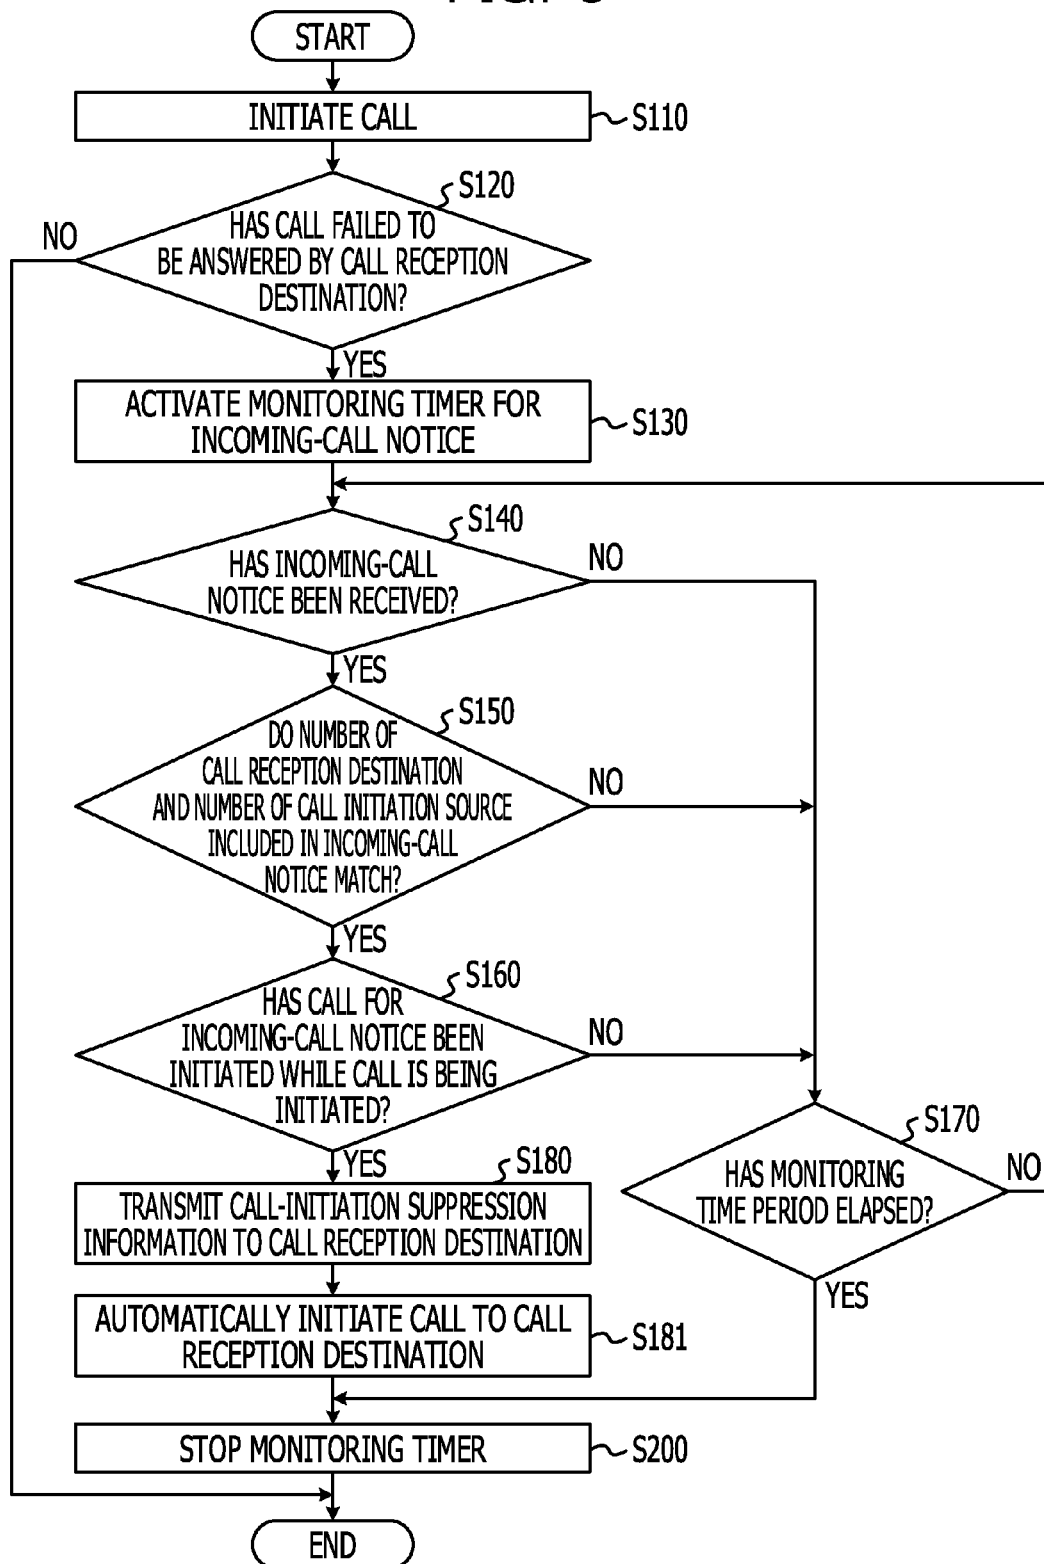 START
INITIATE CALL
S110
S120
HAS CALL FAILED TO
BE ANSWERED BY CALL RECEPTION
DESTINATION?
NO
YES
ACTIVATE MONITORING TIMER FOR
INCOMING-CALL NOTICE
S130
S140
HAS INCOMING-CALL
NOTICE BEEN RECEIVED?
NO
YES
S150
DO NUMBER OF
CALL RECEPTION DESTINATION
AND NUMBER OF CALL INITIATION SOURCE
INCLUDED IN INCOMING-CALL
NOTICE MATCH?
NO
YES
S160
HAS CALL FOR
INCOMING-CALL NOTICE BEEN
INITIATED WHILE CALL IS BEING
INITIATED?
NO
YES
S170
HAS MONITORING
TIME PERIOD ELAPSED?
NO
YES
S180
TRANSMIT CALL-INITIATION SUPPRESSION
INFORMATION TO CALL RECEPTION DESTINATION
AUTOMATICALLY INITIATE CALL TO CALL
RECEPTION DESTINATION
S181
STOP MONITORING TIMER
S200
END